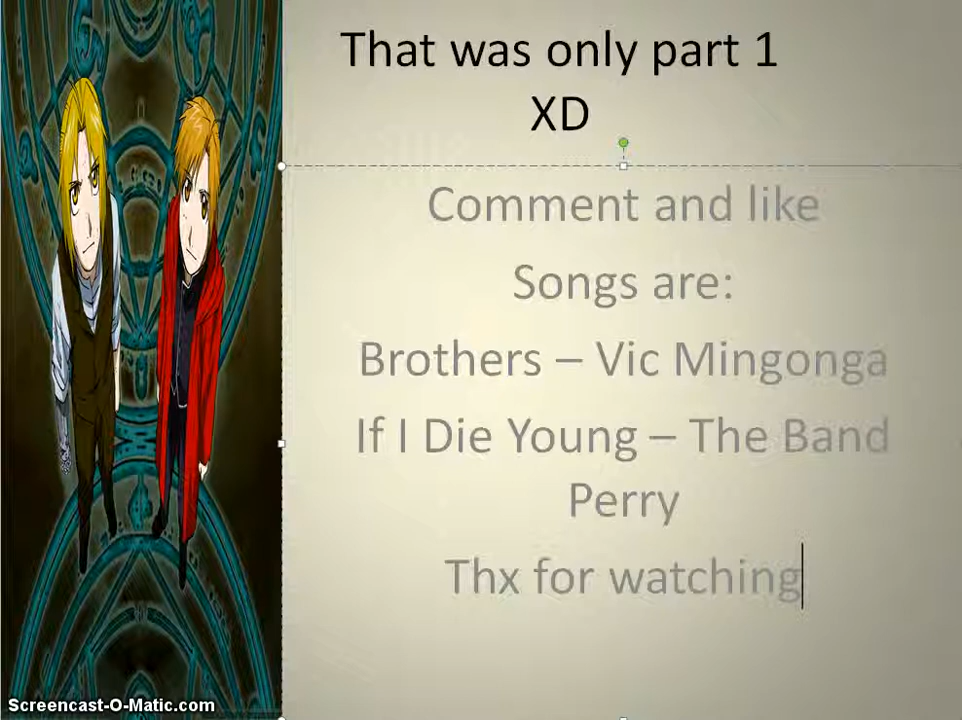 That was only part 1
XD
Comment and like
Songs are:
Brothers – Vic Mingonga
If I Die Young – The Band
Perry
Thx for watching
Screencast-O-Matic.com